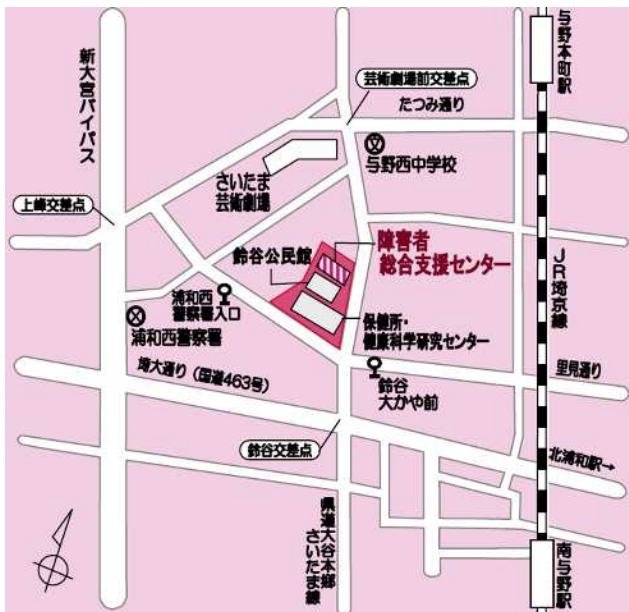 与野本町駅
新大宮バイパス
芸術劇場前交差点
たつみ通り
与野西中学校
さいたま
芸術劇場
上峰交差点
障害者
総合支援センター
鈴谷公民館
JR埼京線
浦和西
警察署入口
浦和西警察署
保健所・
健康科学研究センター
埼大通り(国道463号)
里見通り
鈴谷
大かや前
鈴谷交差点
北浦和駅→
県道大谷本郷
さいたま線
南与野駅